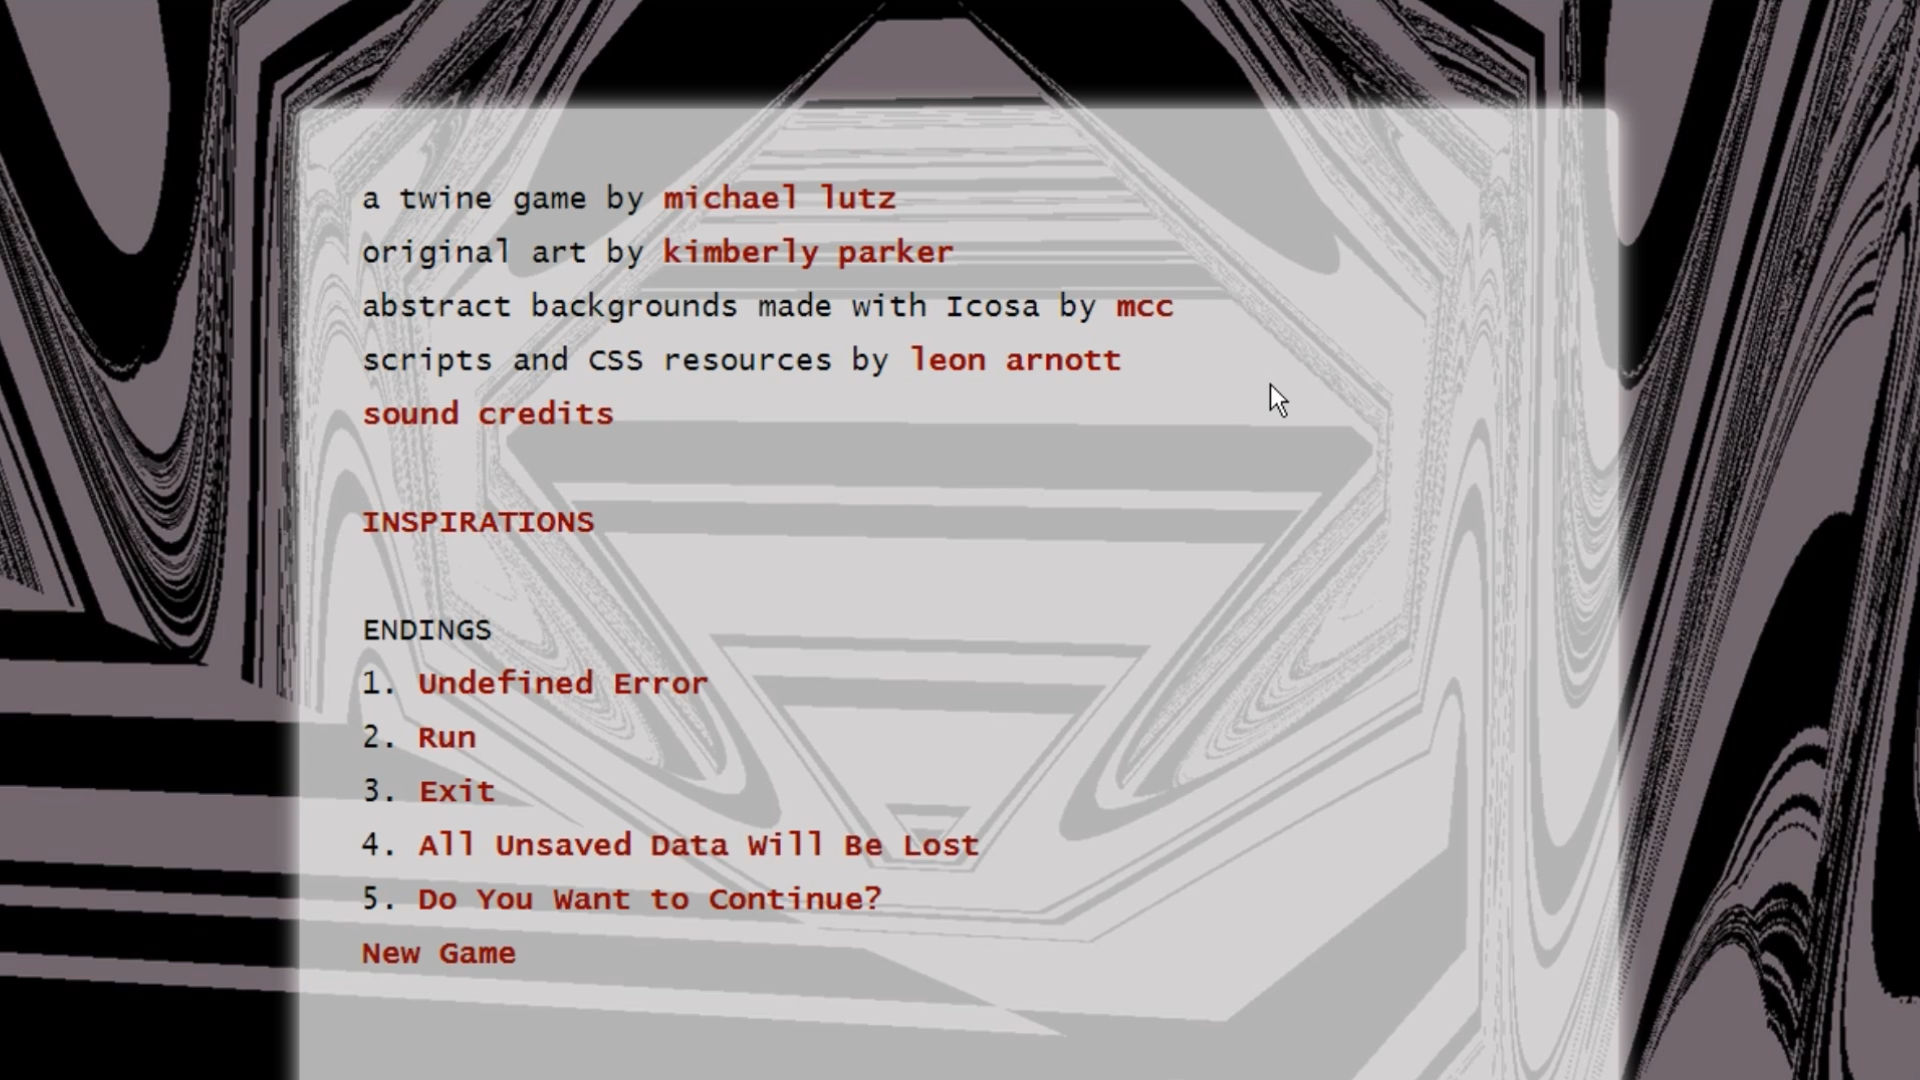 a twine game by michael lutz
original art by kimberly parker
abstract backgrounds made with Icosa by mcc
scripts and CSS resources by leon arnott
sound credits
INSPIRATIONS
ENDINGS
1. Undefined Error
2. Run
3. Exit
4. All Unsaved Data Will Be Lost
5. Do You Want to Continue?
New Game